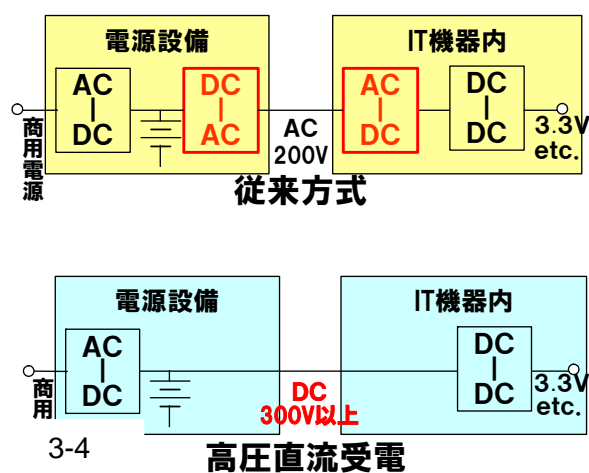 電源設備
IT機器内
AC
DC
DC
AC
AC
DC
DC
DC
商用電源
AC
200V
3.3V
etc.
従来方式
電源設備
IT機器内
AC
DC
DC
DC
商用
DC
300V以上
3.3V
etc.
3-4
高圧直流受電